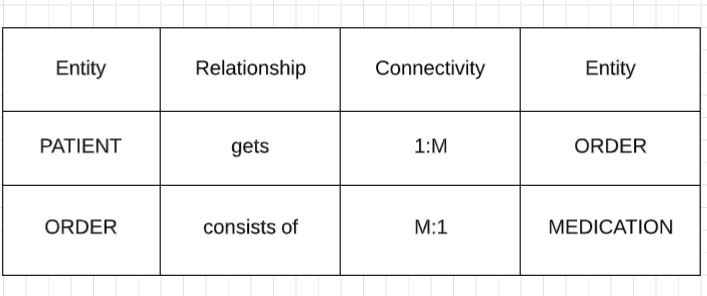 Entity Relationship Connectivity Entity
PATIENT gets 1:M ORDER
ORDER consists of M:1 MEDICATION